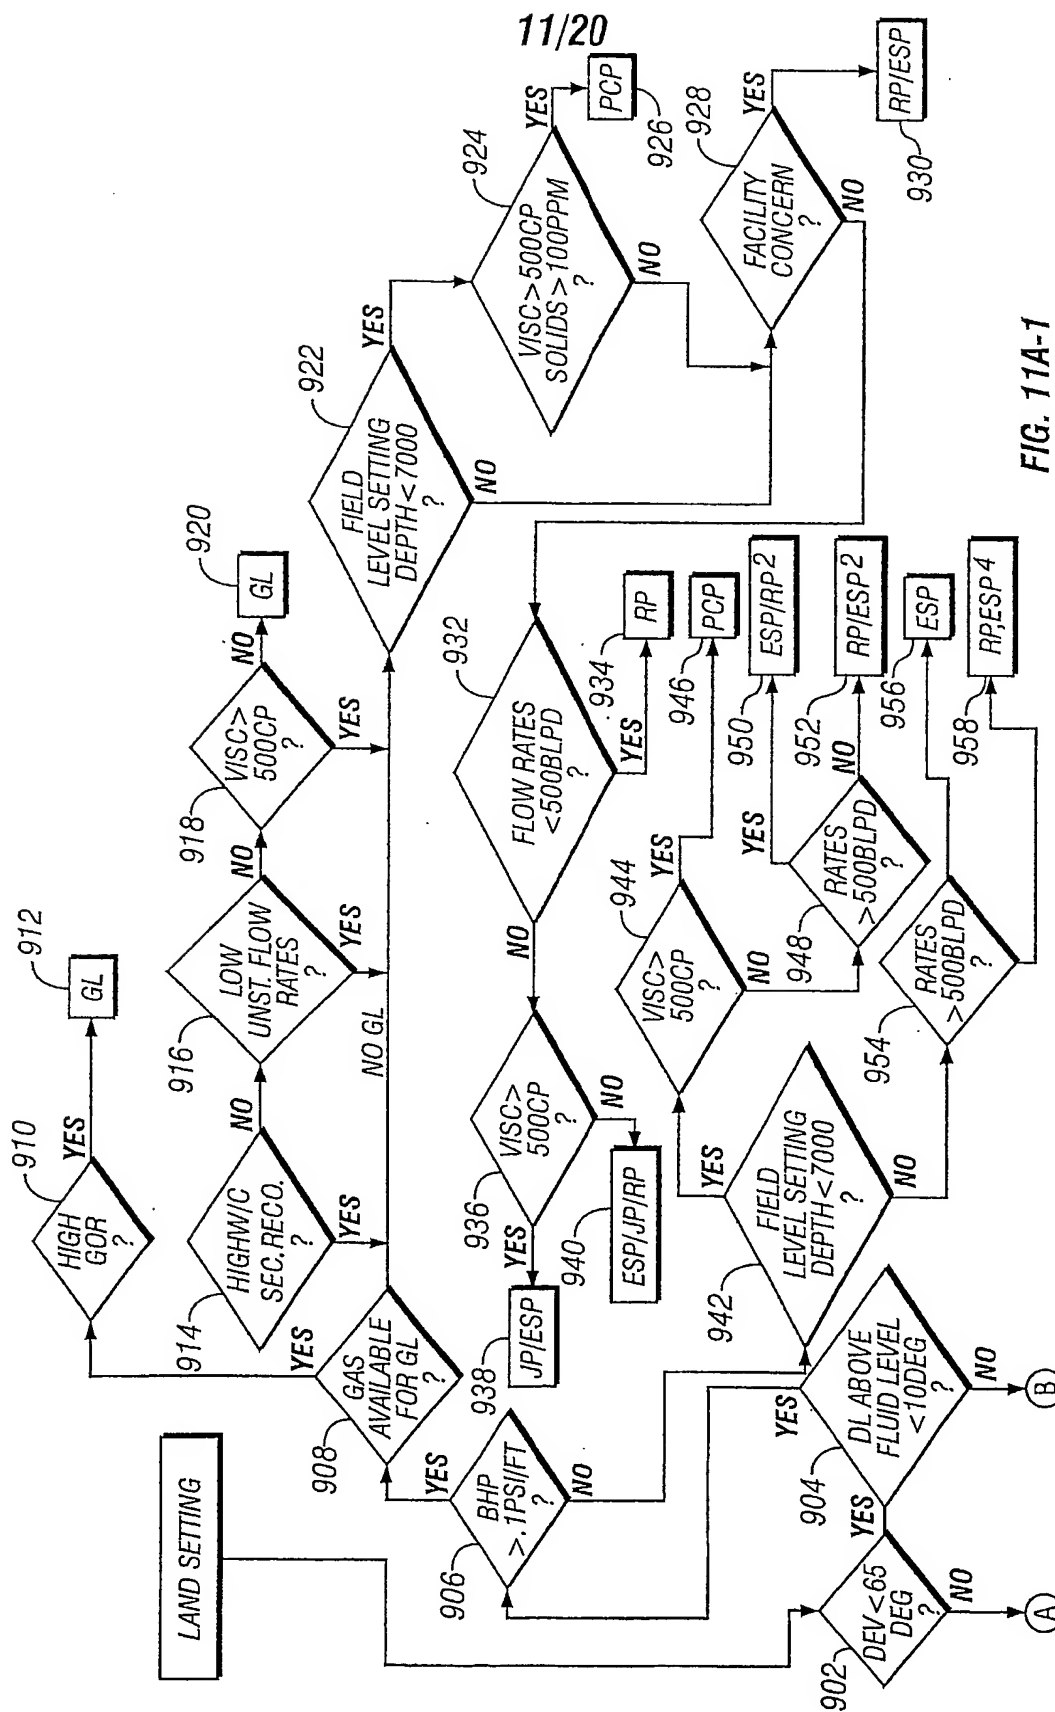 11/20
LAND SETTING
902
DEV<65
DEG
?
YES
NO
A
904
DL ABOVE
FLUID LEVEL
<10DEG
?
YES
NO
B
906
BHP
>.1PSI/FT
?
YES
NO
908
GAS
AVAILABLE
FOR GL
?
YES
NO GL
910
HIGH
GOR
?
YES
912
GL
914
HIGHW/C
SEC.RECO.
?
NO
YES
916
LOW
UNST. FLOW
RATES
?
NO
YES
918
VISC>
500CP
?
NO
YES
920
GL
922
FIELD
LEVEL SETTING
DEPTH<7000
?
YES
NO
924
VISC>500CP
SOLIDS>100PPM
?
YES
NO
PCP
926
928
FACILITY
CONCERN
?
YES
NO
RP/ESP
930
932
FLOW RATES
<500BLPD
?
YES
NO
RP
934
936
VISC>
500CP
?
YES
NO
938
JP/ESP
940
ESP/JP/RP
942
FIELD
LEVEL SETTING
DEPTH<7000
?
YES
NO
944
VISC>
500CP
?
YES
NO
946
PCP
948
RATES
>500BLPD
?
YES
NO
950
ESP/RP2
952
RP/ESP2
954
RATES
>500BLPD
?
956
ESP
958
RP,ESP4
FIG. 11A-1